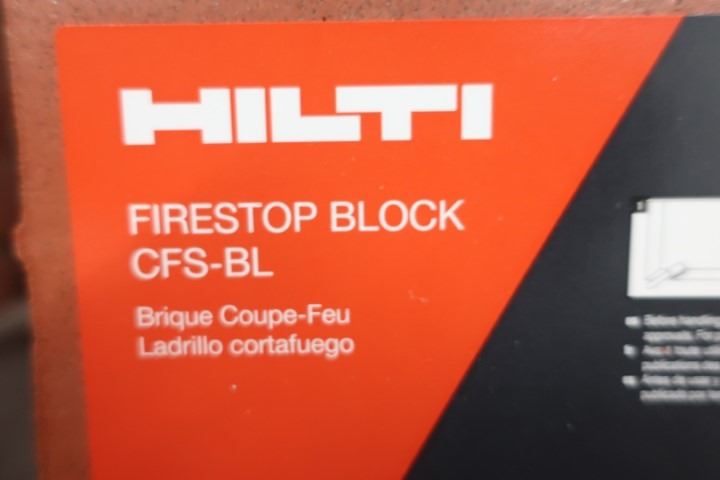 HILTI
FIRESTOP BLOCK
CFS-BL
Brique Coupe-Feu
Ladrillo cortafuego